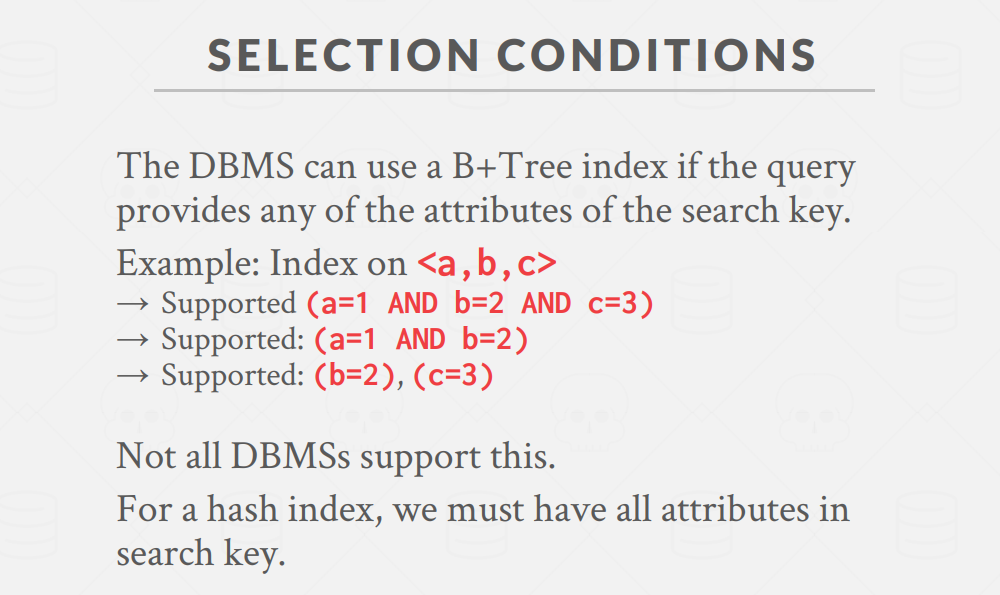 SELECTION CONDITIONS
The DBMS can use a B+Tree index if the query
provides any of the attributes of the search key.
Example: Index on <a,b,c>
→ Supported (a=1 AND b=2 AND c=3)
→ Supported: (a=1 AND b=2)
→ Supported: (b=2), (c=3)
Not all DBMSs support this.
For a hash index, we must have all attributes in
search key.